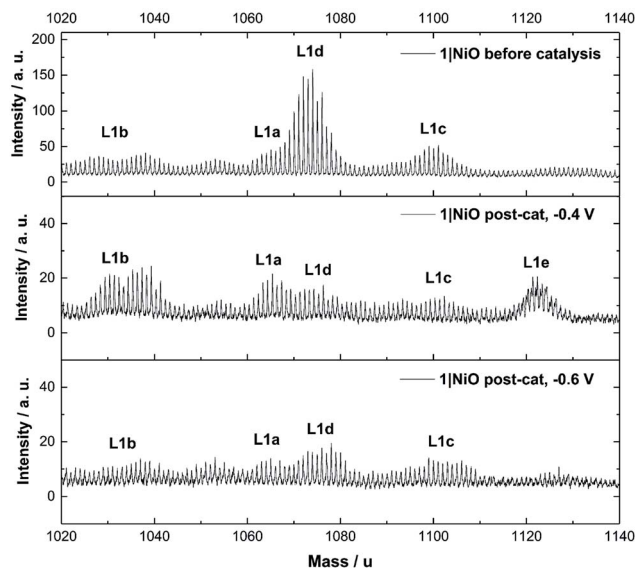 1020 1040 1060 1080 1100 1120 1140
200
150
100
50
0
Intensity / a. u.
L1b
L1a
L1d
L1c
1|NiO before catalysis
40
20
0
Intensity / a. u.
L1b
L1a
L1d
L1c
L1e
1|NiO post-cat, -0.4 V
40
20
0
Intensity / a. u.
L1b
L1a
L1d
L1c
1|NiO post-cat, -0.6 V
1020 1040 1060 1080 1100 1120 1140
Mass / u